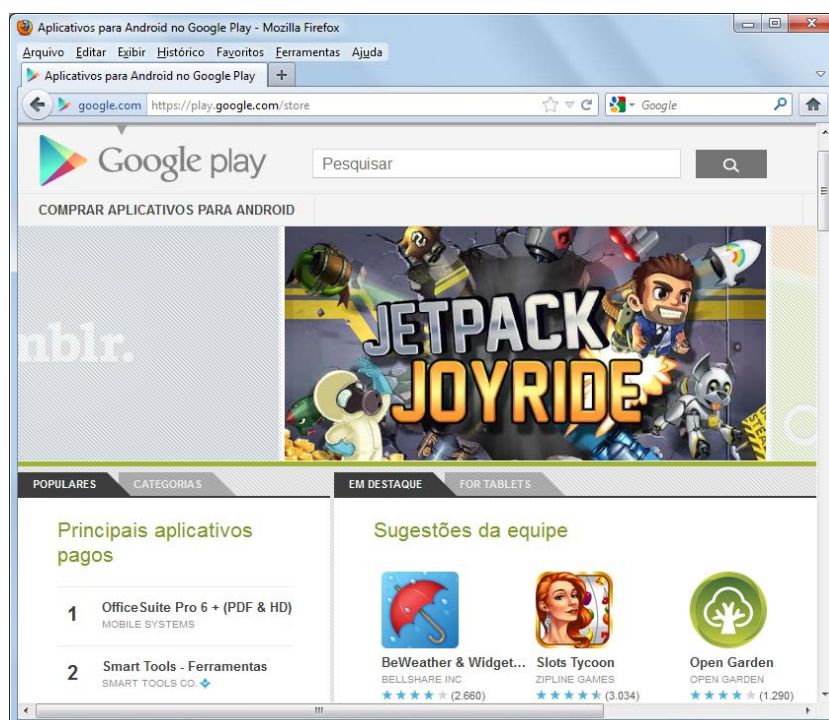 Aplicativos para Android no Google Play - Mozilla Firefox
Arquivo Editar Exibir Histórico Favoritos Ferramentas Ajuda
Aplicativos para Android no Google Play +
google.com https://play.google.com/store Google
Google play Pesquisar
COMPRAR APLICATIVOS PARA ANDROID
mblr.
JETPACK
JOYRIDE
POPULARES CATEGORIAS EM DESTAQUE FOR TABLETS
Principais aplicativos
pagos
Sugestões da equipe
1 OfficeSuite Pro 6 + (PDF & HD)
MOBILE SYSTEMS
2 Smart Tools - Ferramentas
SMART TOOLS CO.
BeWeather & Widget... Slots Tycoon Open Garden
BELLSHARE INC ZIPLINE GAMES OPEN GARDEN
(2.660) (3.034) (1.290)